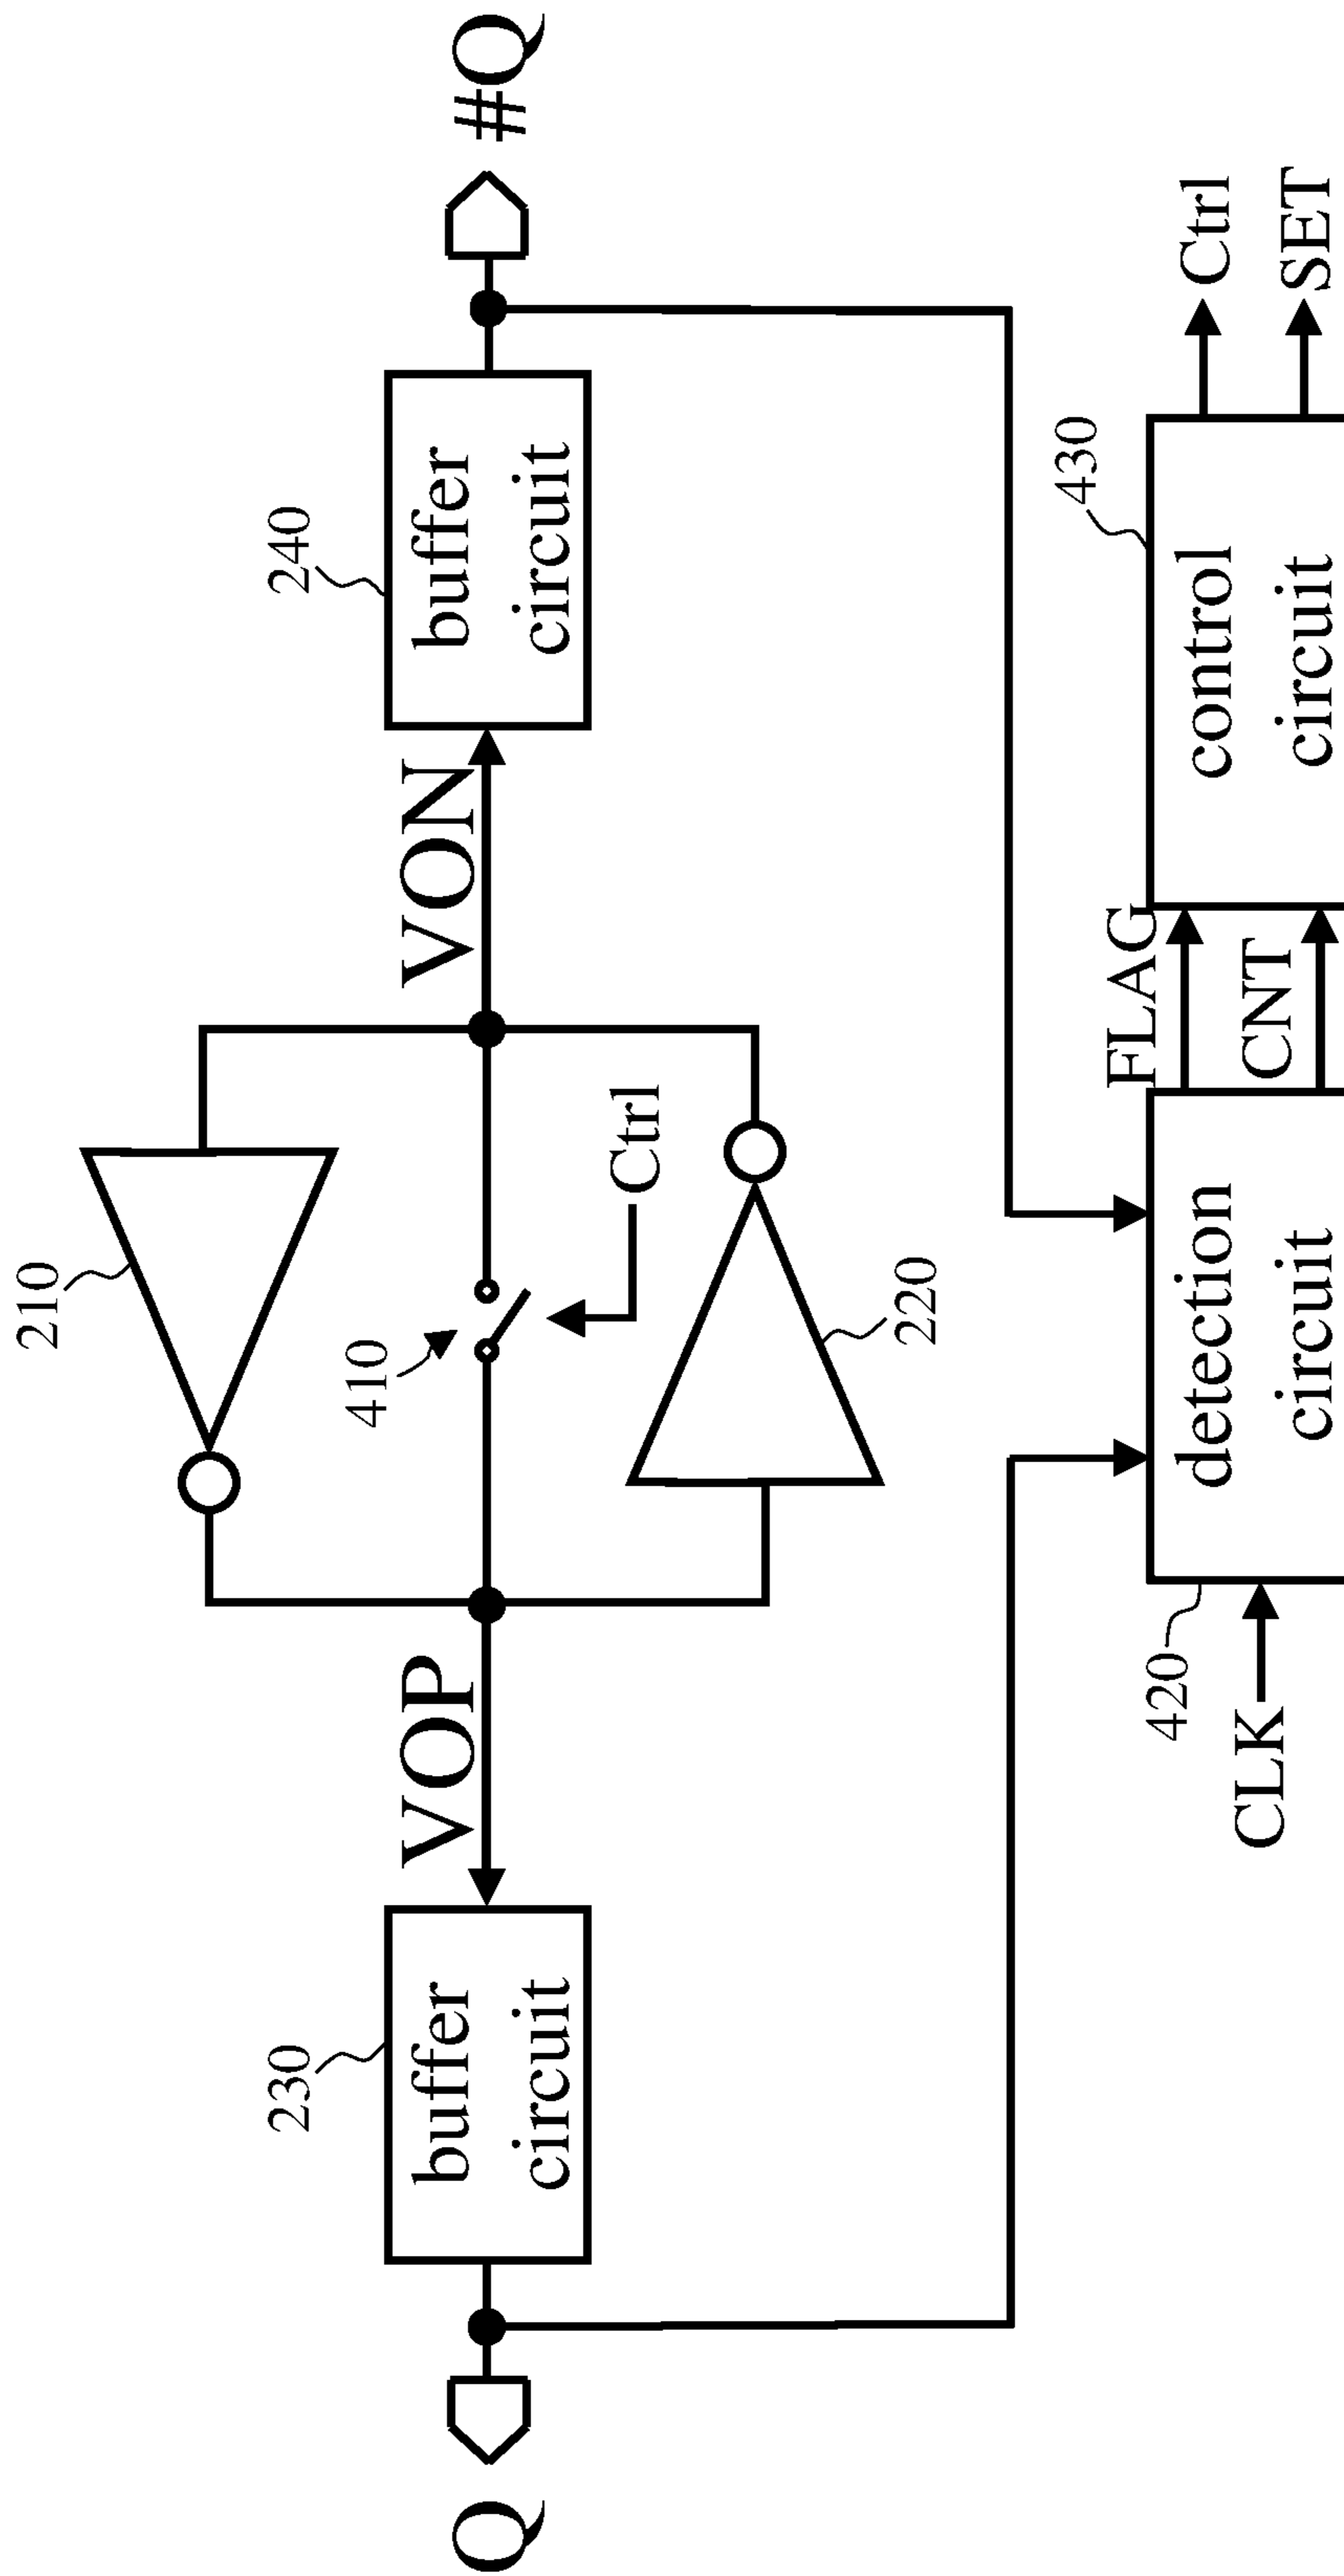 210
410
Ctrl
220
Q
230
buffer
circuit
VOP
VON
240
buffer
circuit
#Q
CLK
420
detection
circuit
FLAG
CNT
430
control
circuit
Ctrl
SET